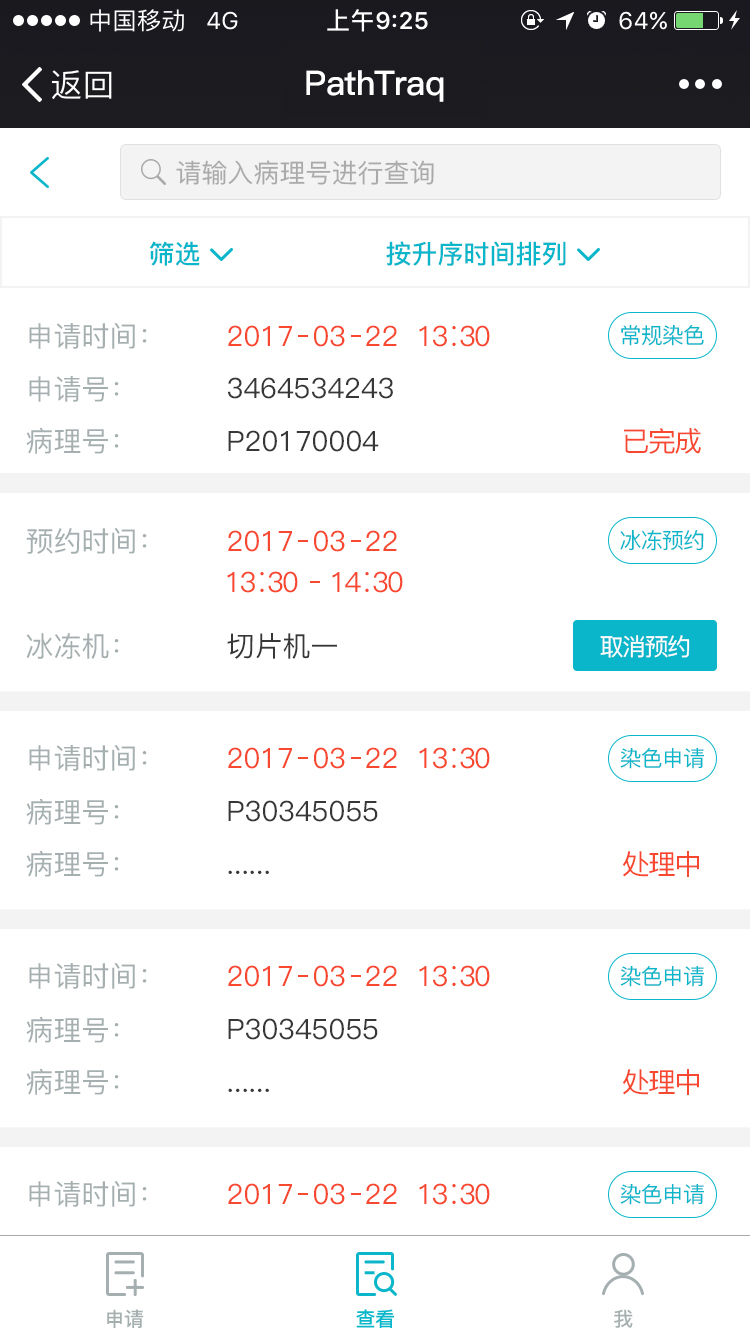 中国移动 4G 上午9:25 64%
返回 PathTraq
请输入病理号进行查询
筛选 按升序时间排列
申请时间: 2017-03-22 13:30 常规染色
申请号: 3464534243
病理号: P20170004 已完成
预约时间: 2017-03-22 冰冻预约
13:30 - 14:30
冰冻机: 切片机一 取消预约
申请时间: 2017-03-22 13:30 染色申请
病理号: P30345055
病理号: ...... 处理中
申请时间: 2017-03-22 13:30 染色申请
病理号: P30345055
病理号: ...... 处理中
申请时间: 2017-03-22 13:30 染色申请
申请 查看 我